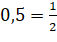 0,5 = 1/2